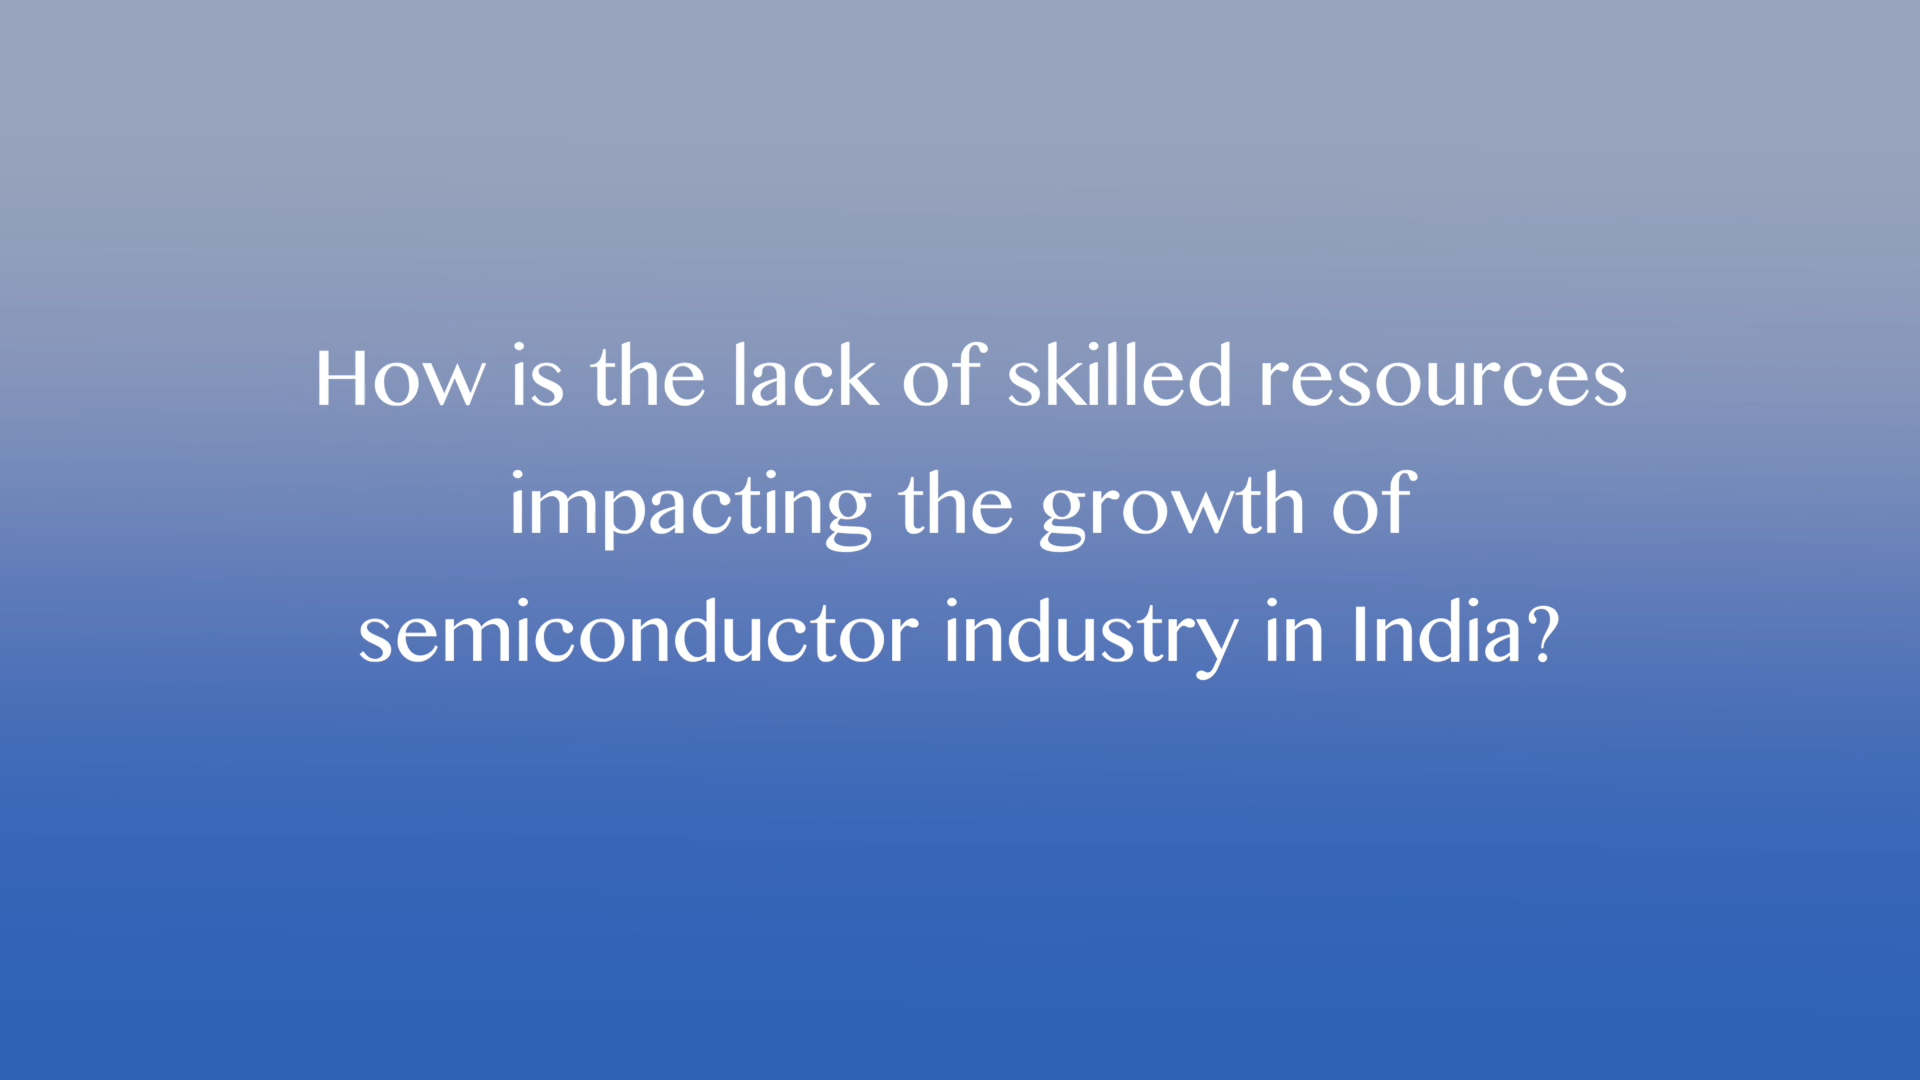 How is the lack of skilled resources
impacting the growth of
semiconductor industry in India?